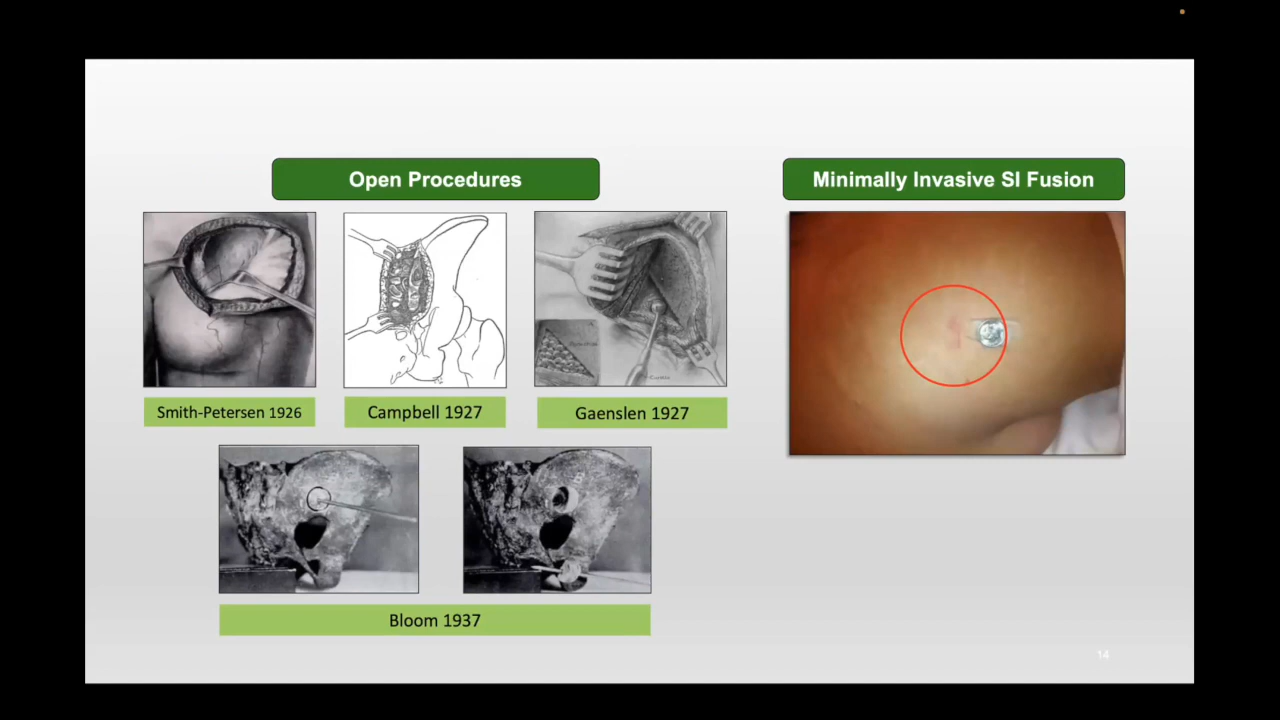 Open Procedures
Minimally Invasive SI Fusion
Smith-Petersen 1926
Campbell 1927
Gaenslen 1927
Bloom 1937
14